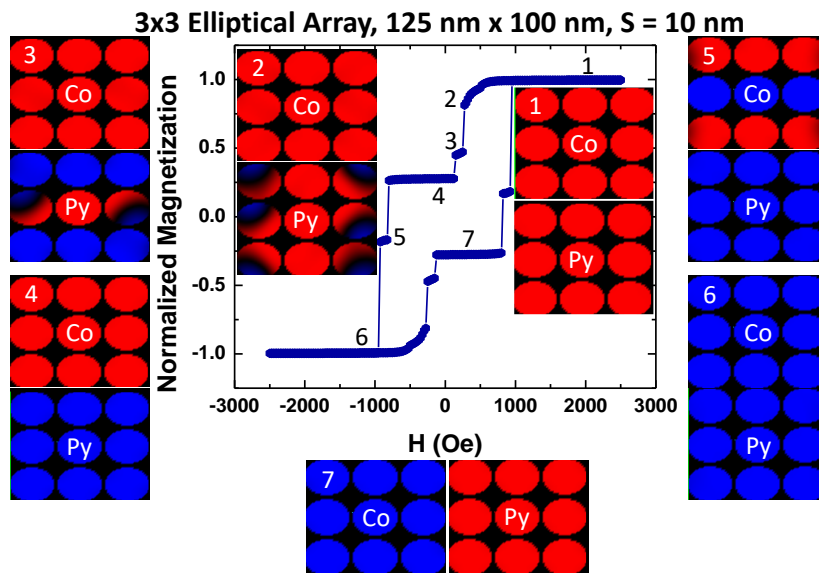 3x3 Elliptical Array, 125 nm x 100 nm, S = 10 nm
3
Co
Py
4
Co
Py
Normalized Magnetization
1.0
0.5
0.0
-0.5
-1.0
2
Co
Py
1
2
3
4
5
7
6
1
Co
Py
-3000 -2000 -1000 0 1000 2000 3000
H (Oe)
5
Co
Py
6
Co
Py
7
Co
Py